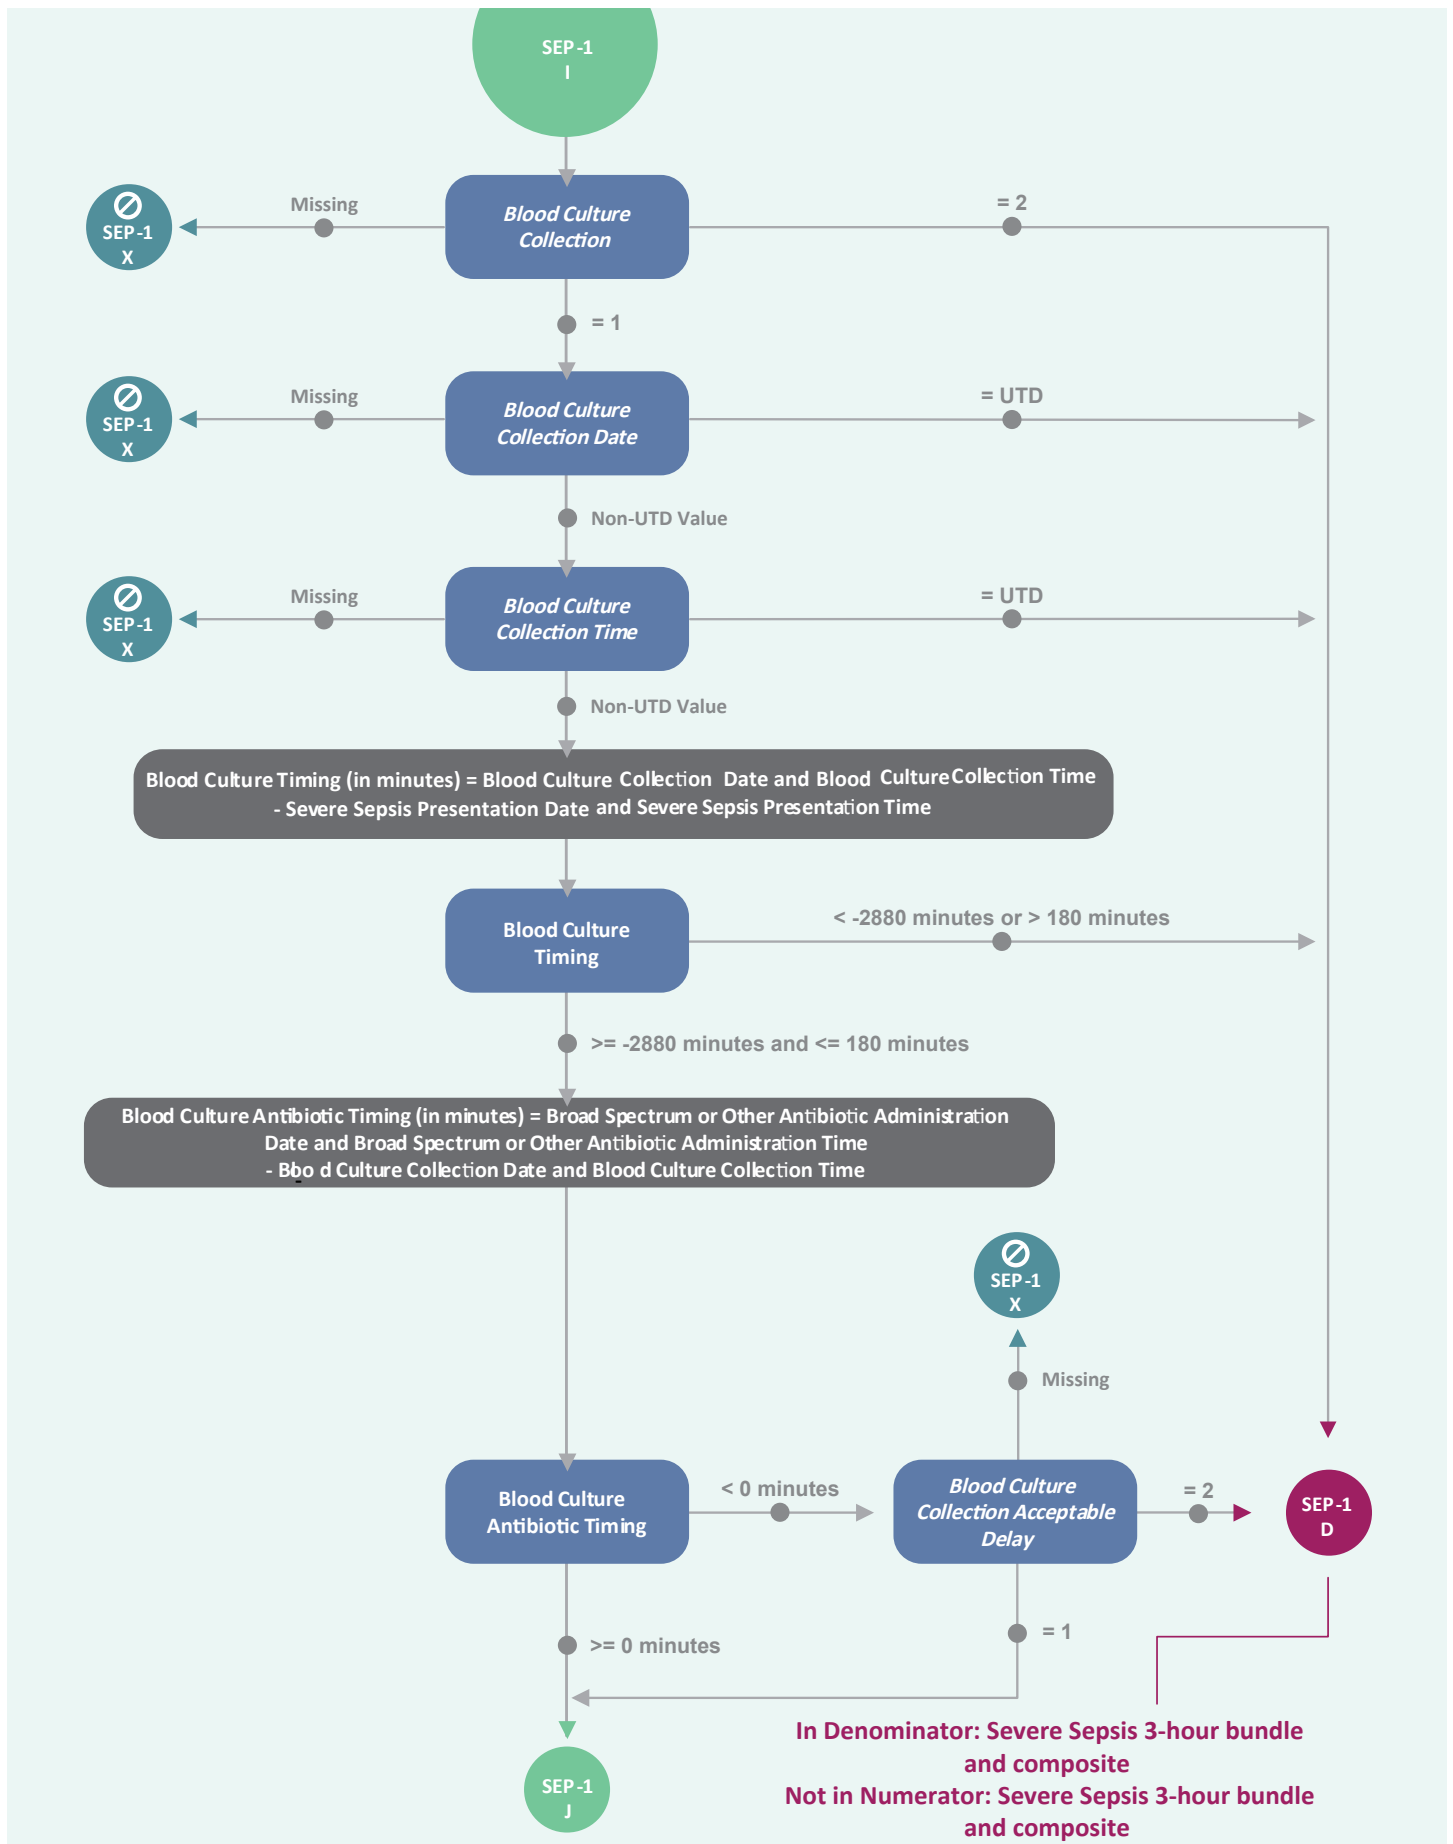 SEP-1
I
Missing
Blood Culture
Collection
= 2
SEP-1
X
= 1
Missing
Blood Culture
Collection Date
= UTD
SEP-1
X
Non-UTD Value
Missing
Blood Culture
Collection Time
= UTD
SEP-1
X
Non-UTD Value
Blood Culture Timing (in minutes) = Blood Culture Collection Date and Blood Culture Collection Time
- Severe Sepsis Presentation Date and Severe Sepsis Presentation Time
Blood Culture
Timing
< -2880 minutes or > 180 minutes
>= -2880 minutes and <= 180 minutes
Blood Culture Antibiotic Timing (in minutes) = Broad Spectrum or Other Antibiotic Administration
Date and Broad Spectrum or Other Antibiotic Administration Time
- Blood Culture Collection Date and Blood Culture Collection Time
SEP-1
X
Missing
Blood Culture
Antibiotic Timing
< 0 minutes
Blood Culture
Collection Acceptable
Delay
= 2
SEP-1
D
>= 0 minutes
= 1
SEP-1
J
In Denominator: Severe Sepsis 3-hour bundle
and composite
Not in Numerator: Severe Sepsis 3-hour bundle
and composite